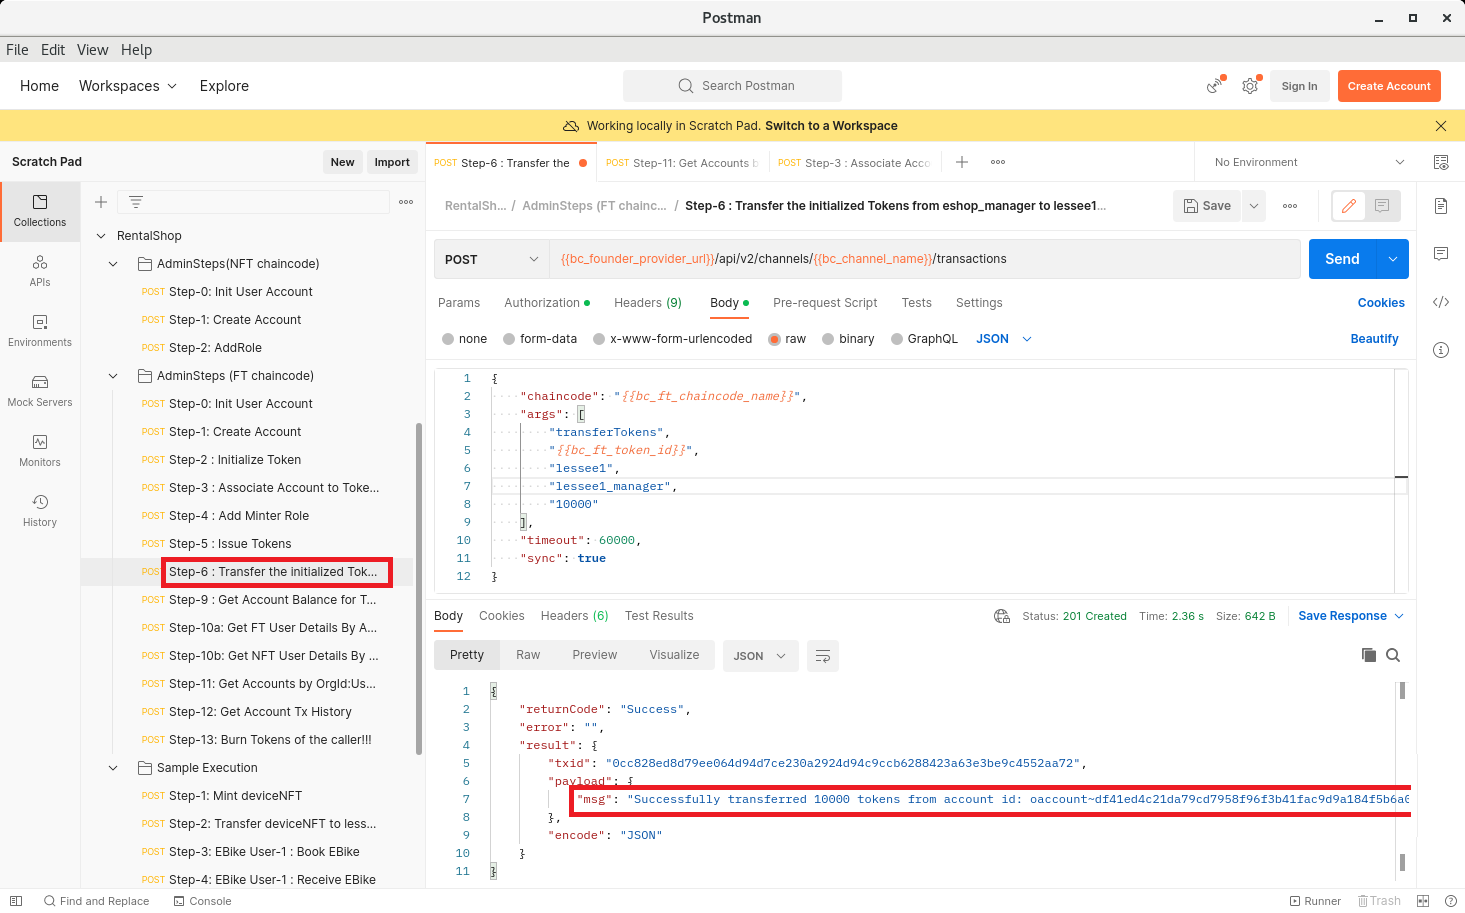 Postman
File Edit View Help
Home Workspaces Explore
Search Postman
Sign In
Create Account
Working locally in Scratch Pad. Switch to a Workspace
Scratch Pad
New
Import
POST Step-6 : Transfer the
POST Step-11: Get Accounts b
POST Step-3 : Associate Acco
No Environment
Collections
APIs
Environments
Mock Servers
Monitors
History
RentalShop
AdminSteps(NFT chaincode)
POST Step-0: Init User Account
POST Step-1: Create Account
POST Step-2: AddRole
AdminSteps (FT chaincode)
POST Step-0: Init User Account
POST Step-1: Create Account
POST Step-2 : Initialize Token
POST Step-3 : Associate Account to Toke...
POST Step-4 : Add Minter Role
POST Step-5 : Issue Tokens
POST Step-6 : Transfer the initialized Tok...
POST Step-9 : Get Account Balance for T...
POST Step-10a: Get FT User Details By A...
POST Step-10b: Get NFT User Details By ...
POST Step-11: Get Accounts by OrgId:Us...
POST Step-12: Get Account Tx History
POST Step-13: Burn Tokens of the caller!!!
Sample Execution
POST Step-1: Mint deviceNFT
POST Step-2: Transfer deviceNFT to less...
POST Step-3: EBike User-1 : Book EBike
POST Step-4: EBike User-1 : Receive EBike
RentalSh... / AdminSteps (FT chainc... / Step-6 : Transfer the initialized Tokens from eshop_manager to lessee1...
Save
POST
{{bc_founder_provider_url}}/api/v2/channels/{{bc_channel_name}}/transactions
Send
Params Authorization Headers (9) Body Pre-request Script Tests Settings
Cookies
none form-data x-www-form-urlencoded raw binary GraphQL JSON
Beautify
1 {
2 "chaincode": "{{bc_ft_chaincode_name}}",
3 "args": [
4 "transferTokens",
5 "{{bc_ft_token_id}}",
6 "lessee1",
7 "lessee1_manager",
8 "10000"
9 ],
10 "timeout": 60000,
11 "sync": true
12 }
Body Cookies Headers (6) Test Results
Status: 201 Created Time: 2.36 s Size: 642 B
Save Response
Pretty Raw Preview Visualize JSON
1 {
2 "returnCode": "Success",
3 "error": "",
4 "result": {
5 "txid": "0cc828ed8d79ee064d94d7ce230a2924d94c9ccb6288423a63e3be9c4552aa72",
6 "payload": {
7 "msg": "Successfully transferred 10000 tokens from account id: oaccount~df41ed4c21da79cd7958f96f3b41fac9d9a184f5b6a0
8 },
9 "encode": "JSON"
10 }
11 }
Find and Replace
Console
Runner
Trash